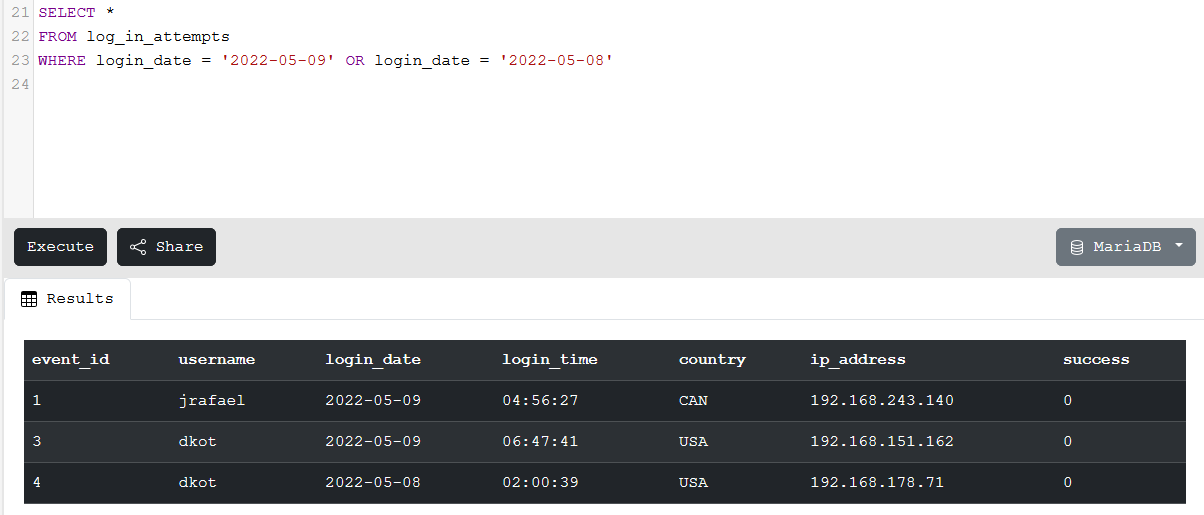 21 SELECT *
22 FROM log_in_attempts
23 WHERE login_date = '2022-05-09' OR login_date = '2022-05-08'
24
Execute Share MariaDB
Results
event_id username login_date login_time country ip_address success
1 jrafael 2022-05-09 04:56:27 CAN 192.168.243.140 0
3 dkot 2022-05-09 06:47:41 USA 192.168.151.162 0
4 dkot 2022-05-08 02:00:39 USA 192.168.178.71 0